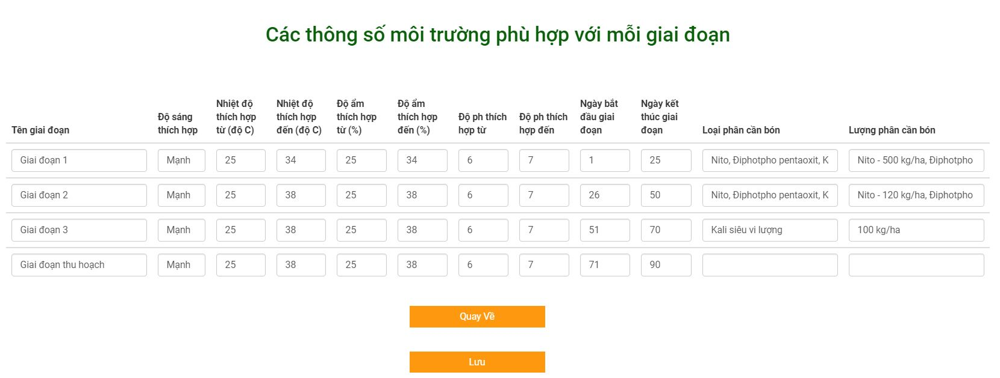 Các thông số môi trường phù hợp với mỗi giai đoạn
Tên giai đoạn
Độ sáng
thích hợp
Nhiệt độ
thích hợp
từ (độ C)
Nhiệt độ
thích hợp
đến (độ C)
Độ ẩm
thích hợp
từ (%)
Độ ẩm
thích hợp
đến (%)
Độ ph thích
hợp từ
Độ ph thích
hợp đến
Ngày bắt
đầu giai
đoạn
Ngày kết
thúc giai
đoạn
Loại phân cần bón
Lượng phân cần bón
Giai đoạn 1 Mạnh 25 34 25 34 6 7 1 25 Nito, Điphotpho pentaoxit, K Nito - 500 kg/ha, Điphotpho
Giai đoạn 2 Mạnh 25 38 25 38 6 7 26 50 Nito, Điphotpho pentaoxit, K Nito - 120 kg/ha, Điphotpho
Giai đoạn 3 Mạnh 25 38 25 38 6 7 51 70 Kali siêu vi lượng 100 kg/ha
Giai đoạn thu hoạch Mạnh 25 38 25 38 6 7 71 90
Quay Về
Lưu